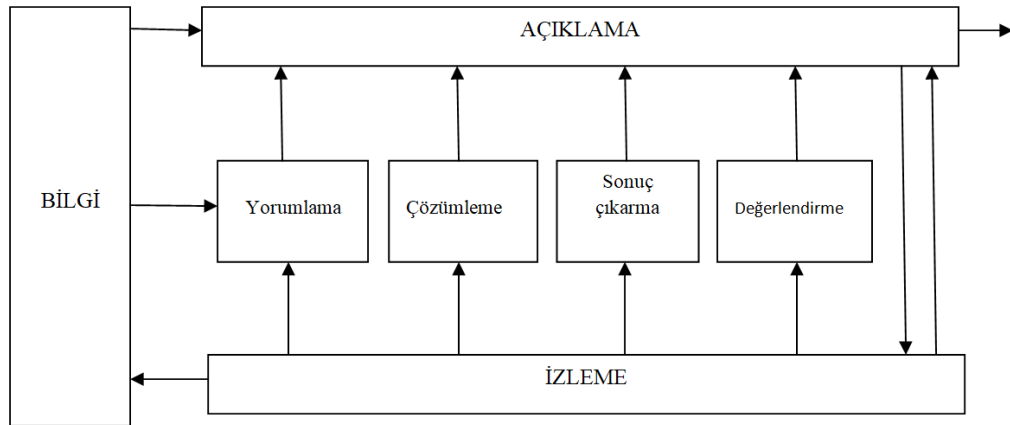 AÇIKLAMA
BİLGİ
Yorumlama
Çözümleme
Sonuç
çıkarma
Değerlendirme
İZLEME